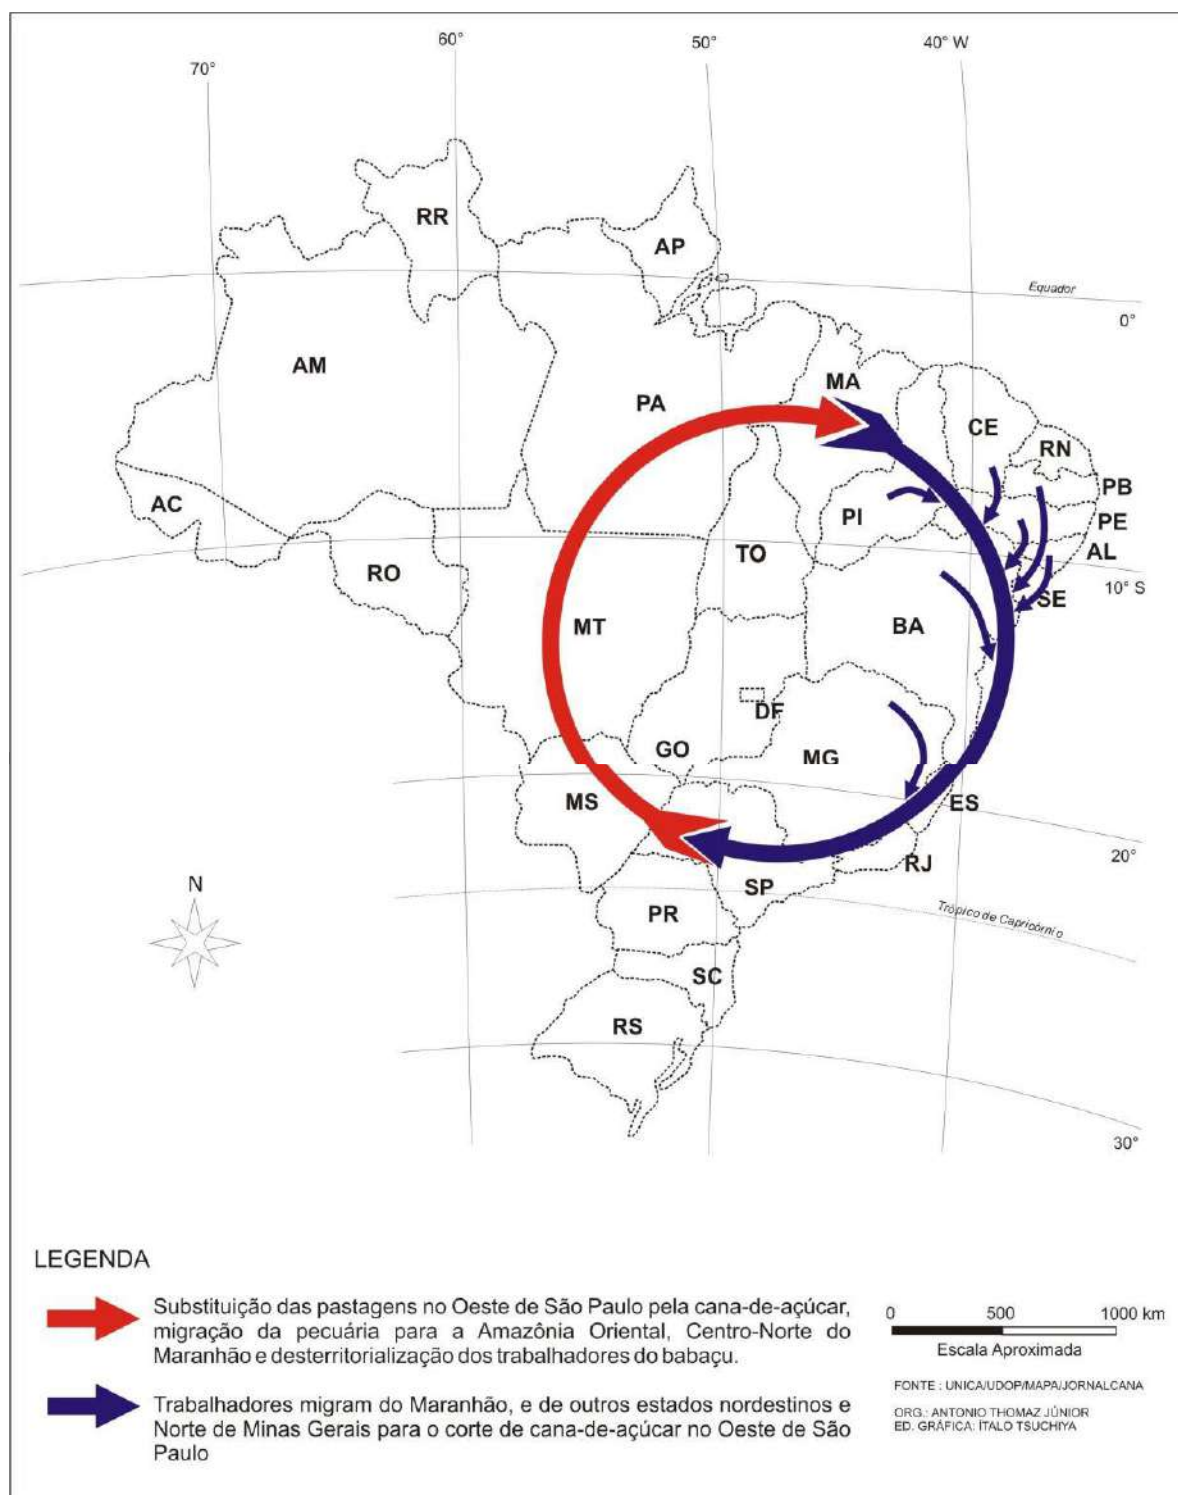 60°
50°
40° W
70°
RR
AP
Equador
0°
AM
MA
PA
CE
RN
PB
AC
PI
PE
AL
TO
RO
10° S
SE
MT
BA
DF
GO
MG
MS
ES
20°
RJ
N
SP
PR
Trópico de Capricórnio
SC
RS
30°
LEGENDA
Substituição das pastagens no Oeste de São Paulo pela cana-de-açúcar,
migração da pecuária para a Amazônia Oriental, Centro-Norte do
Maranhão e desterritorialização dos trabalhadores do babaçu.
Trabalhadores migram do Maranhão, e de outros estados nordestinos e
Norte de Minas Gerais para o corte de cana-de-açúcar no Oeste de São
Paulo
0 500 1000 km
Escala Aproximada
FONTE : UNICA/UDOP/MAPA/JORNALCANA
ORG.: ANTONIO THOMAZ JÚNIOR
ED. GRÁFICA: ÍTALO TSUCHIYA